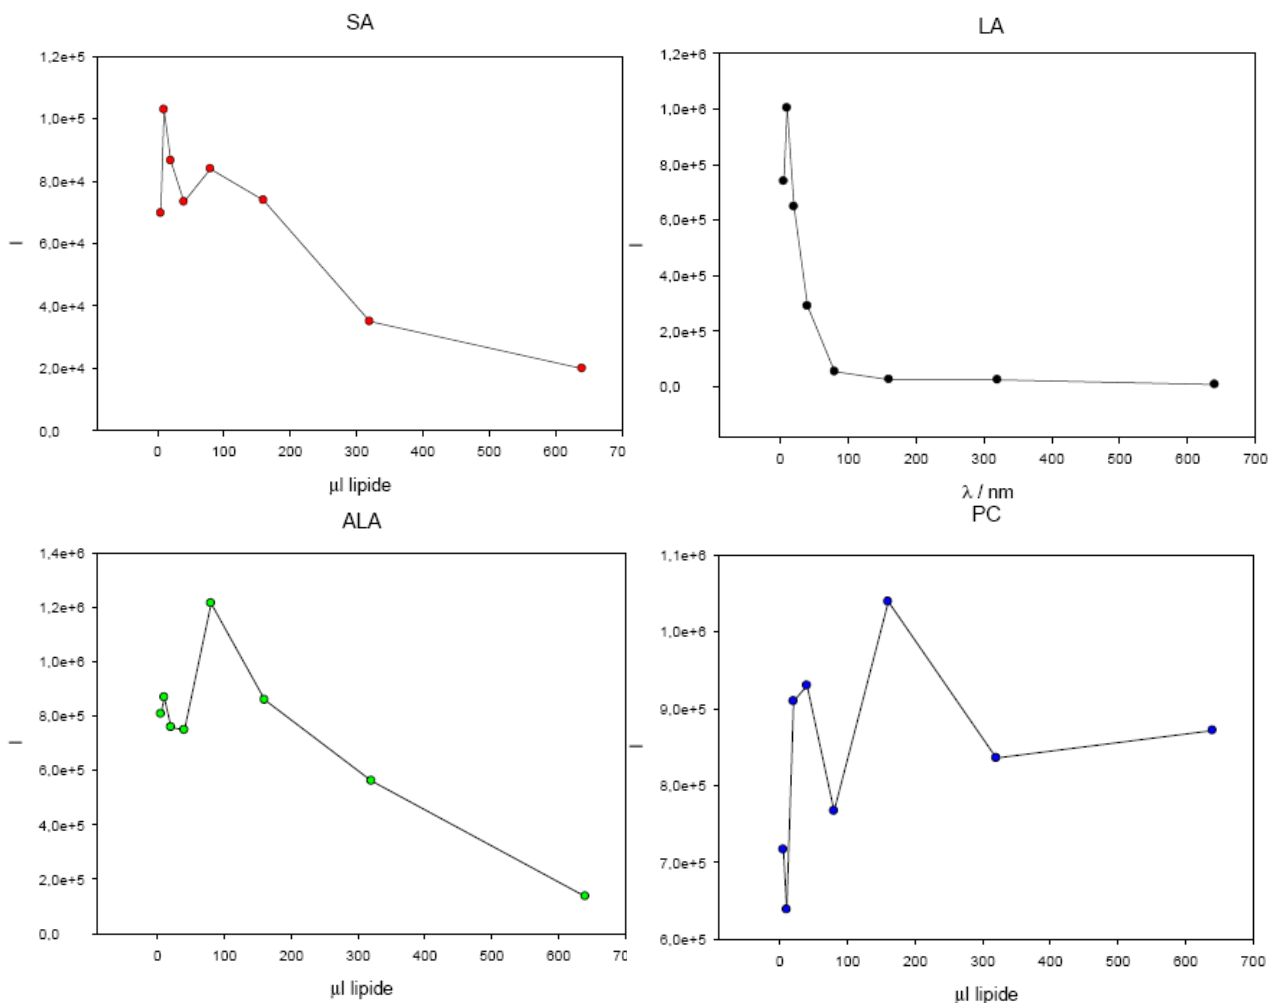 SA
1,2e+5
1,0e+5
8,0e+4
6,0e+4
4,0e+4
2,0e+4
0,0
I
0 100 200 300 400 500 600 70
µl lipide
LA
1,2e+6
1,0e+6
8,0e+5
6,0e+5
4,0e+5
2,0e+5
0,0
I
0 100 200 300 400 500 600 700
λ / nm
ALA
1,4e+6
1,2e+6
1,0e+6
8,0e+5
6,0e+5
4,0e+5
2,0e+5
0,0
I
0 100 200 300 400 500 600 70
µl lipide
PC
1,1e+6
1,0e+6
9,0e+5
8,0e+5
7,0e+5
6,0e+5
I
0 100 200 300 400 500 600 700
µl lipide